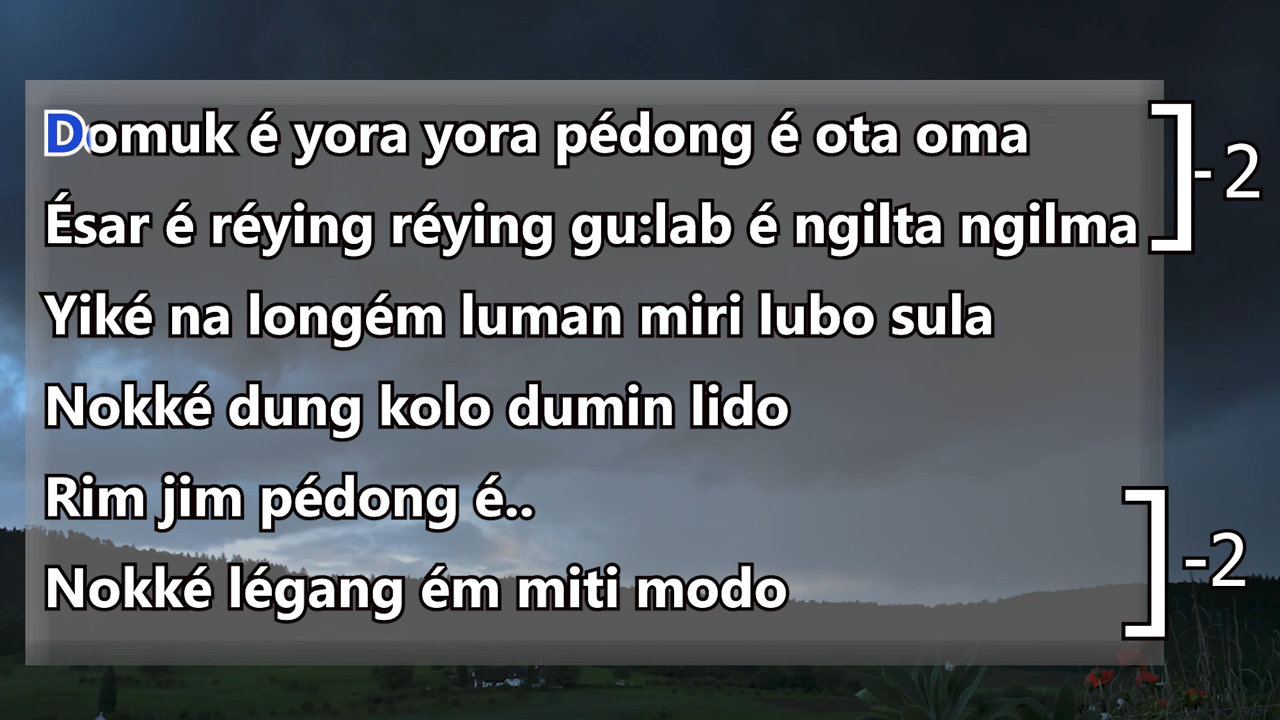 Domuk é yora yora pédong é ota oma
Ésar é réying réying gu:lab é ngilta ngilma
]-2
Yiké na longém luman miri lubo sula
Nokké dung kolo dumin lido
Rim jim pédong é..
Nokké légang ém miti modo
]-2